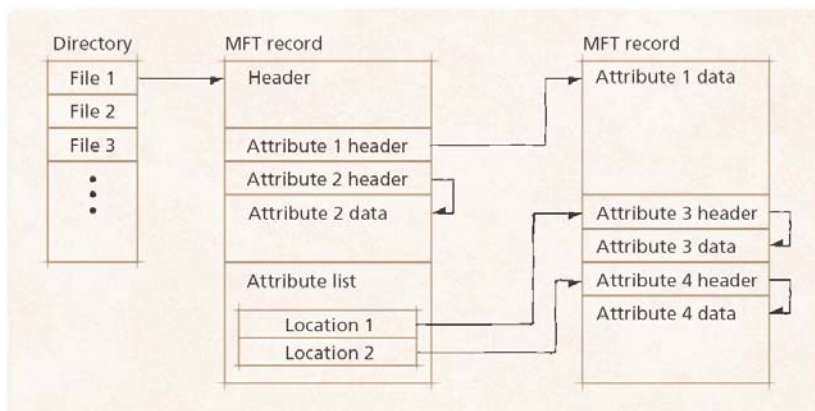 Directory
File 1
File 2
File 3
MFT record
Header
Attribute 1 header
Attribute 2 header
Attribute 2 data
Attribute list
Location 1
Location 2
MFT record
Attribute 1 data
Attribute 3 header
Attribute 3 data
Attribute 4 header
Attribute 4 data